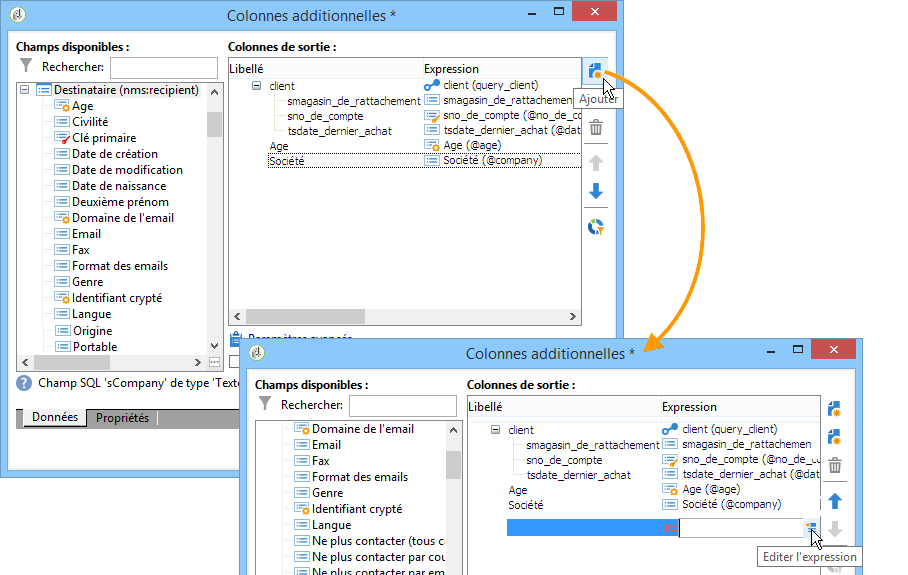 Colonnes additionnelles *
Champs disponibles :
Rechercher:
Destinataire (nms:recipient)
Age
Civilité
Clé primaire
Date de création
Date de modification
Date de naissance
Deuxième prénom
Domaine de l'email
Email
Fax
Format des emails
Genre
Identifiant crypté
Langue
Origine
Portable
Champ SQL 'sCompany' de type 'Texte
Données Propriétés
Colonnes de sortie :
Libellé Expression
client client (query_client)
smagasin_de_rattachement smagasin_de_rattachemen
sno_de_compte sno_de_compte (@no_de_co
tsdate_dernier_achat tsdate_dernier_achat (@dat
Age Age (@age)
Société Société (@company)
Ajouter
Colonnes additionnelles *
Champs disponibles :
Rechercher:
Domaine de l'email
Email
Fax
Format des emails
Genre
Identifiant crypté
Langue
Ne plus contacter (tous c
Ne plus contacter par cou
Ne plus contacter par em
Colonnes de sortie :
Libellé Expression
client client (query_client)
smagasin_de_rattachement smagasin_de_rattachemen
sno_de_compte sno_de_compte (@no_de_co
tsdate_dernier_achat tsdate_dernier_achat (@dat
Age Age (@age)
Société Société (@company)
Editer l'expression